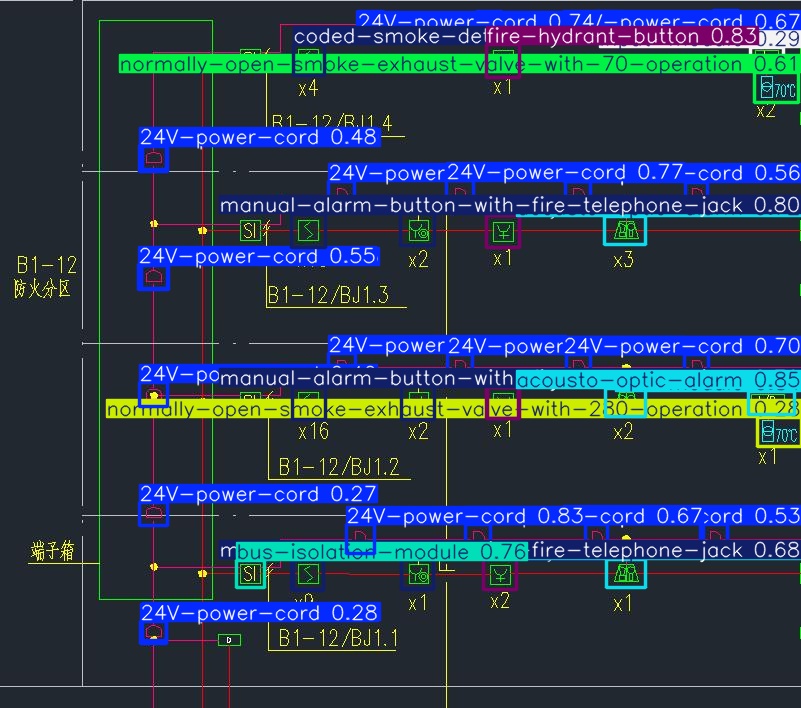 24V-power-cord 0.74/-power-cord 0.67
coded-smoke-defire-hydrant-button 0.83
0.29
normally-open-smoke-exhaust-valve-with-70-operation 0.61
70℃
x4
x1
x2
B1-12/BJ1.4
24V-power-cord 0.48
24V-power24V-power-cord 0.77-cord 0.56
manual-alarm-button-with-fire-telephone-jack 0.80
SI
x2
x1
x3
24V-power-cord 0.55
B1-12
防火分区
B1-12/BJ1.3
24V-power24V-power24V-power-cord 0.70
24V-po
manual-alarm-button-withacousto-optic-alarm 0.85
normally-open-smoke-exhaust-valve-with-280-operation 0.28
70℃
x16
x2
x1
x2
x1
B1-12/BJ1.2
24V-power-cord 0.27
24V-power-cord 0.83-cord 0.67cord 0.53
端子箱
mbus-isolation-module 0.76fire-telephone-jack 0.68
SI
x1
x2
x1
24V-power-cord 0.28
D
B1-12/BJ1.1